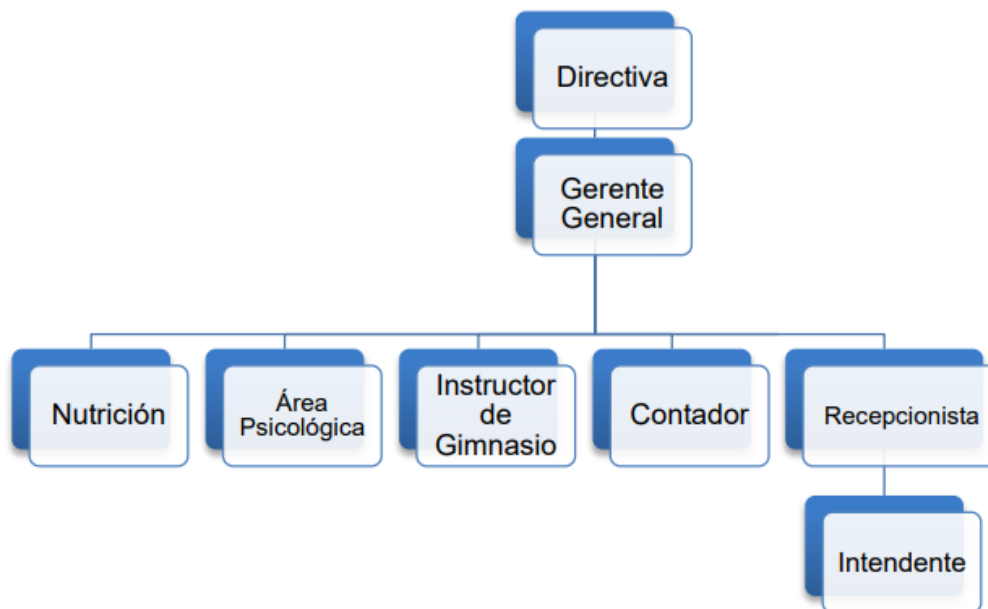 Directiva
Gerente
General
Nutrición
Área
Psicológica
Instructor
de
Gimnasio
Contador
Recepcionista
Intendente